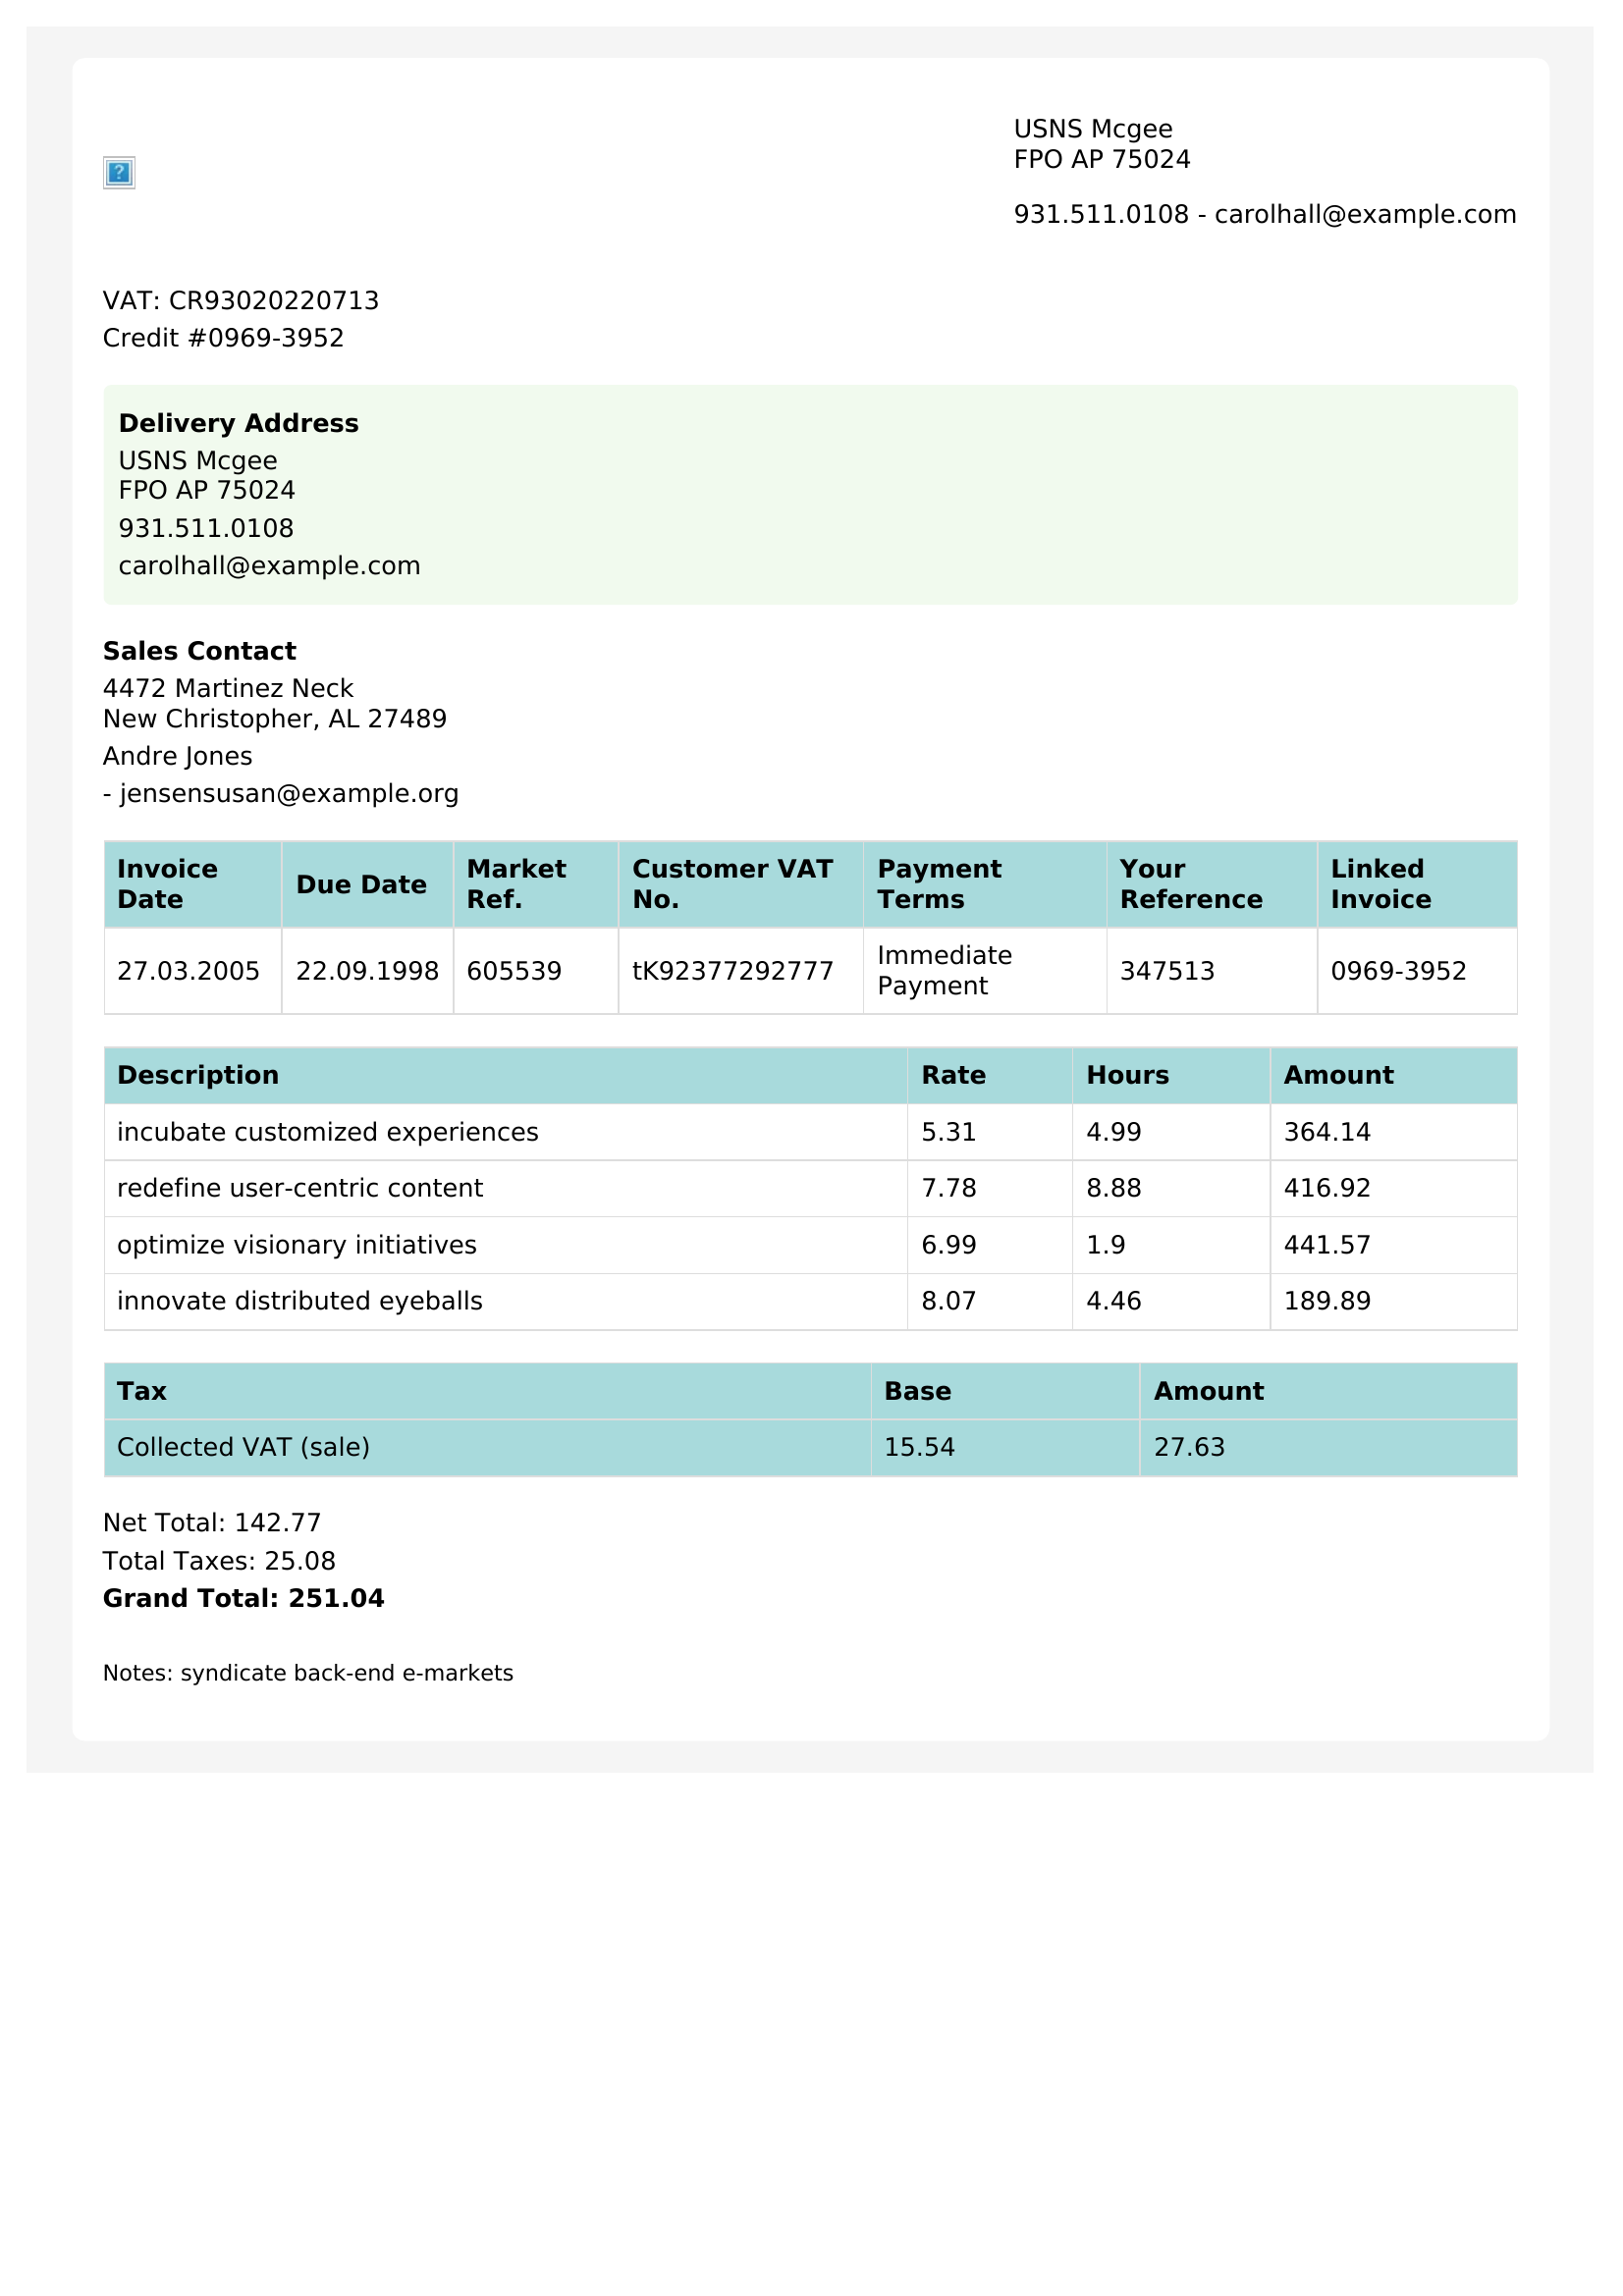 USNS Mcgee
FPO AP 75024
931.511.0108 - carolhall@example.com
VAT: CR93020220713
Credit #0969-3952
Delivery Address
USNS Mcgee
FPO AP 75024
931.511.0108
carolhall@example.com
Sales Contact
4472 Martinez Neck
New Christopher, AL 27489
Andre Jones
- jensensusan@example.org
Invoice Date Due Date Market Ref. Customer VAT No. Payment Terms Your Reference Linked Invoice
27.03.2005 22.09.1998 605539 tK92377292777 Immediate Payment 347513 0969-3952
Description Rate Hours Amount
incubate customized experiences 5.31 4.99 364.14
redefine user-centric content 7.78 8.88 416.92
optimize visionary initiatives 6.99 1.9 441.57
innovate distributed eyeballs 8.07 4.46 189.89
Tax Base Amount
Collected VAT (sale) 15.54 27.63
Net Total: 142.77
Total Taxes: 25.08
Grand Total: 251.04
Notes: syndicate back-end e-markets